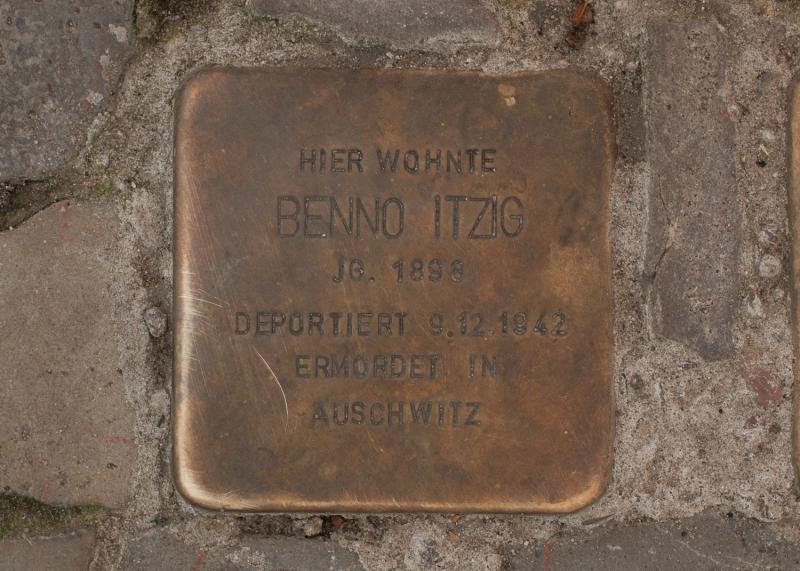 HIER WOHNTE
BENNO ITZIG
JG. 1898
DEPORTIERT 9.12.1942
ERMORDET IN
AUSCHWITZ